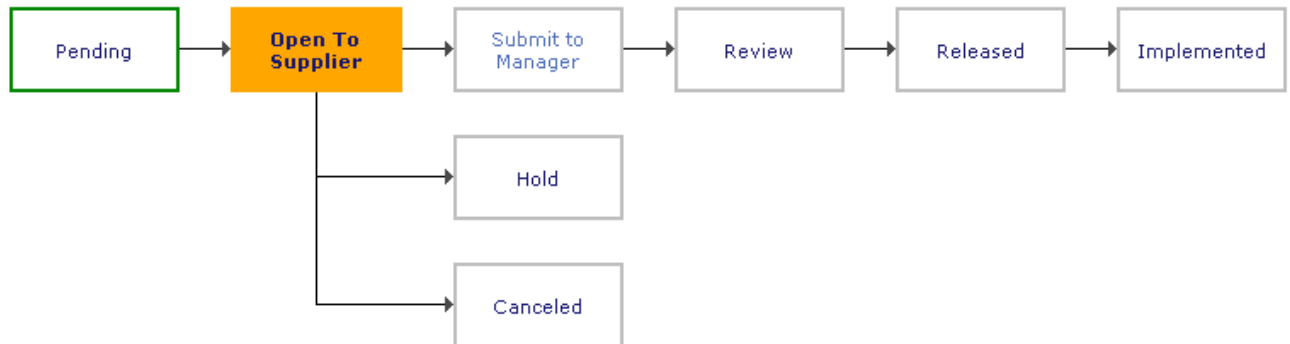 Pending
Open To
Supplier
Submit to
Manager
Review
Released
Implemented
Hold
Canceled